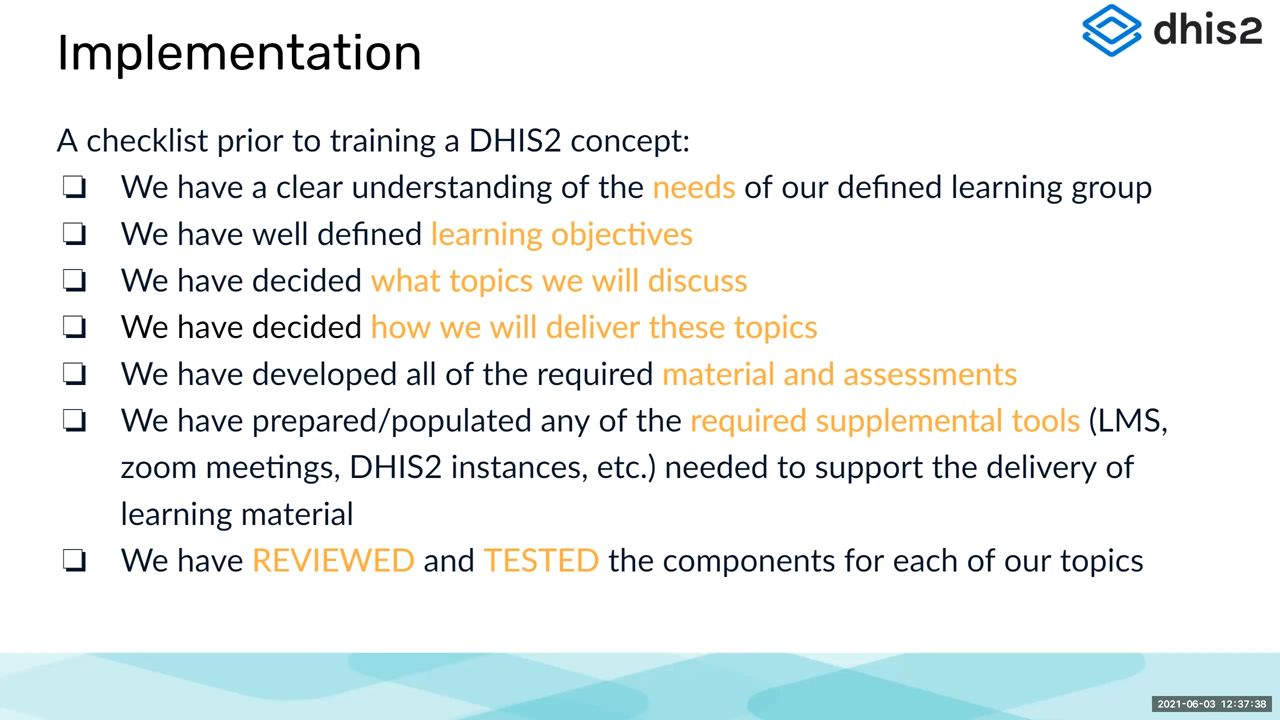 Implementation
dhis2
A checklist prior to training a DHIS2 concept:
❏ We have a clear understanding of the needs of our defined learning group
❏ We have well defined learning objectives
❏ We have decided what topics we will discuss
❏ We have decided how we will deliver these topics
❏ We have developed all of the required material and assessments
❏ We have prepared/populated any of the required supplemental tools (LMS,
zoom meetings, DHIS2 instances, etc.) needed to support the delivery of
learning material
❏ We have REVIEWED and TESTED the components for each of our topics
2021-06-03 12:37:38